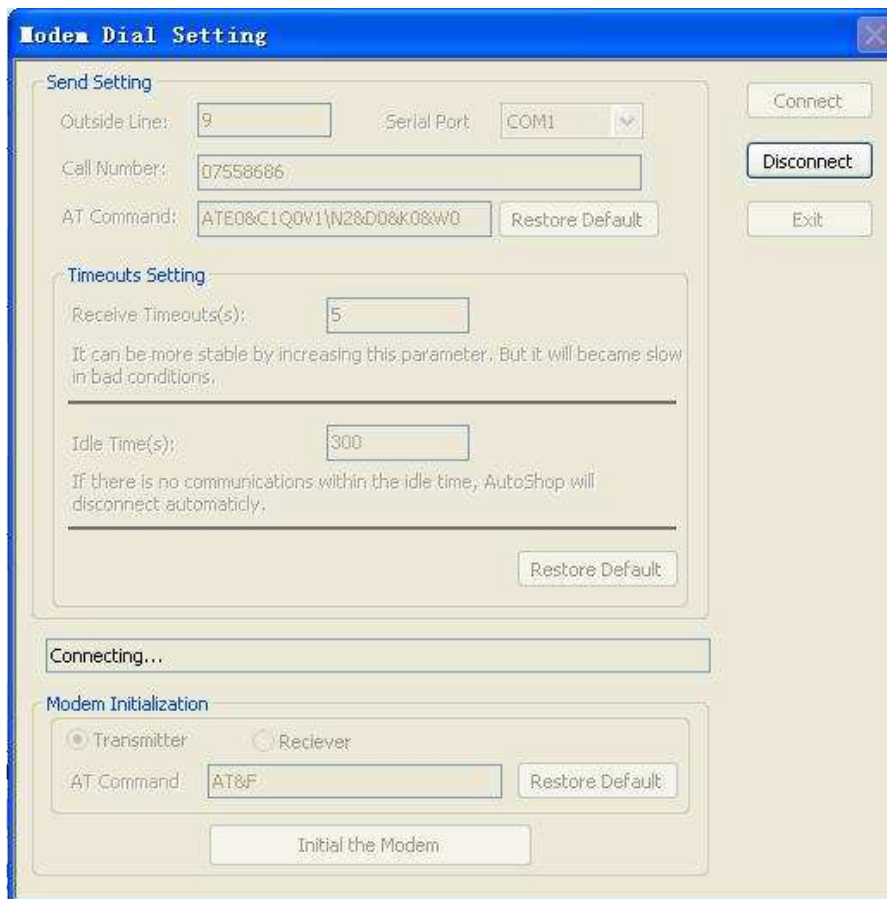 Modem Dial Setting
Send Setting
Outside Line: 9 Serial Port COM1
Connect
Call Number: 07558686
Disconnect
AT Command: ATE0&C1Q0V1\N2&D0&K0&W0 Restore Default
Exit
Timeouts Setting
Receive Timeouts(s): 5
It can be more stable by increasing this parameter. But it will became slow
in bad conditions.
Idle Time(s): 300
If there is no communications within the idle time, AutoShop will
disconnect automaticly.
Restore Default
Connecting...
Modem Initialization
Transmitter Reciever
AT Command AT&F Restore Default
Initial the Modem